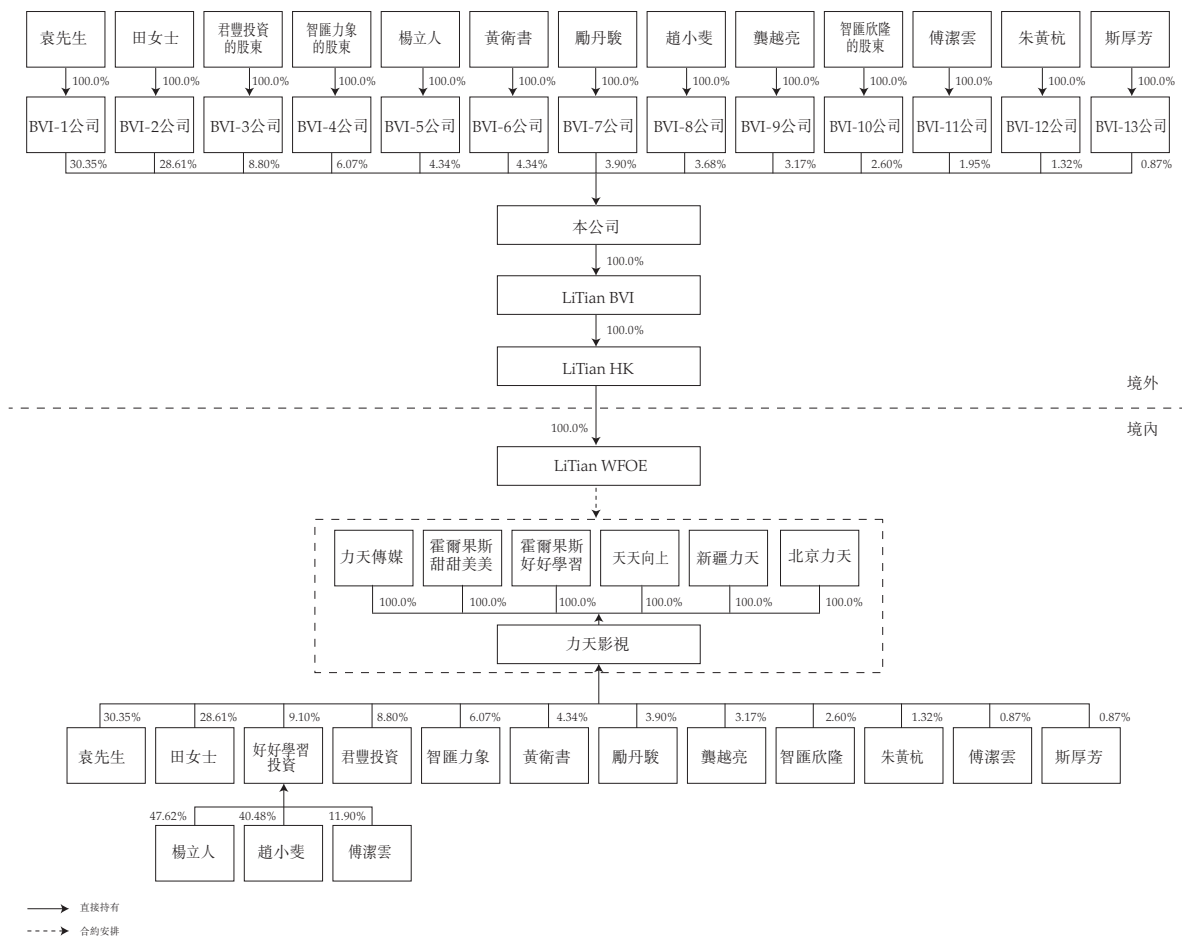 袁先生
田女士
君豐投資
的股東
智匯力象
的股東
楊立人
黃衛書
勵丹駿
趙小斐
龔越亮
智匯欣隆
的股東
傅潔雲
朱黃杭
斯厚芳
100.0%
100.0%
100.0%
100.0%
100.0%
100.0%
100.0%
100.0%
100.0%
100.0%
100.0%
100.0%
100.0%
BVI-1公司
BVI-2公司
BVI-3公司
BVI-4公司
BVI-5公司
BVI-6公司
BVI-7公司
BVI-8公司
BVI-9公司
BVI-10公司
BVI-11公司
BVI-12公司
BVI-13公司
30.35%
28.61%
8.80%
6.07%
4.34%
4.34%
3.90%
3.68%
3.17%
2.60%
1.95%
1.32%
0.87%
本公司
100.0%
LiTian BVI
100.0%
LiTian HK
境外
100.0%
境內
LiTian WFOE
力天傳媒
霍爾果斯
甜甜美美
霍爾果斯
好好學習
天天向上
新疆力天
北京力天
100.0%
100.0%
100.0%
100.0%
100.0%
100.0%
力天影視
30.35%
28.61%
9.10%
8.80%
6.07%
4.34%
3.90%
3.17%
2.60%
1.32%
0.87%
0.87%
袁先生
田女士
好好學習
投資
君豐投資
智匯力象
黃衛書
勵丹駿
龔越亮
智匯欣隆
朱黃杭
傅潔雲
斯厚芳
47.62%
40.48%
11.90%
楊立人
趙小斐
傅潔雲
直接持有
合約安排